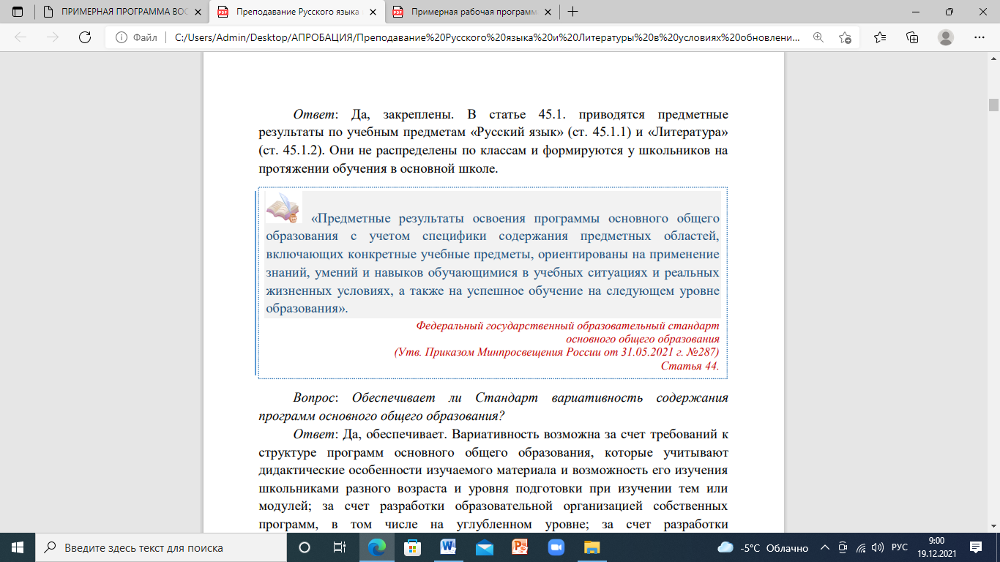 ПРИМЕРНАЯ ПРОГРАММА ВОС
Преподавание Русского языка
Примерная рабочая програм
Файл
C:/Users/Admin/Desktop/АПРОБАЦИЯ/Преподавание%20Русского%20языка%20и%20Литературы%20в%20условиях%20обновлени...
Ответ: Да, закреплены. В статье 45.1. приводятся предметные
результаты по учебным предметам «Русский язык» (ст. 45.1.1) и «Литература»
(ст. 45.1.2). Они не распределены по классам и формируются у школьников на
протяжении обучения в основной школе.
«Предметные результаты освоения программы основного общего
образования с учетом специфики содержания предметных областей,
включающих конкретные учебные предметы, ориентированы на применение
знаний, умений и навыков обучающимися в учебных ситуациях и реальных
жизненных условиях, а также на успешное обучение на следующем уровне
образования».
Федеральный государственный образовательный стандарт
основного общего образования
(Утв. Приказом Минпросвещения России от 31.05.2021 г. №287)
Статья 44.
Вопрос: Обеспечивает ли Стандарт вариативность содержания
программ основного общего образования?
Ответ: Да, обеспечивает. Вариативность возможна за счет требований к
структуре программ основного общего образования, которые учитывают
дидактические особенности изучаемого материала и возможность его изучения
школьниками разного возраста и уровня подготовки при изучении тем или
модулей; за счет разработки образовательной организацией собственных
программ, в том числе на углубленном уровне; за счет разработки
Введите здесь текст для поиска
-5°C Облачно
РУС
9:00
19.12.2021